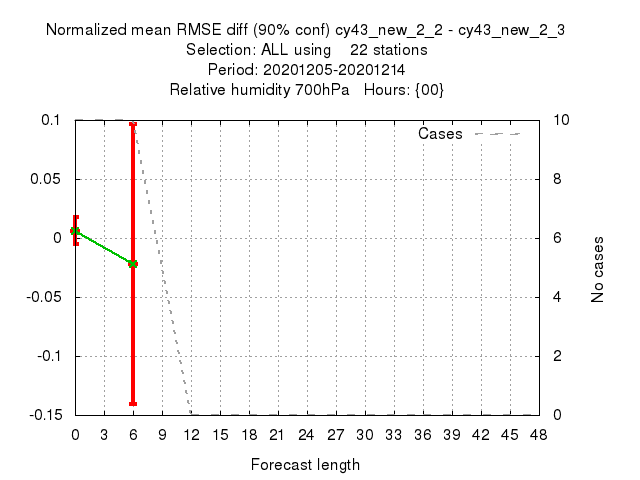 Normalized mean RMSE diff (90% conf) cy43_new_2_2 - cy43_new_2_3
Selection: ALL using    22 stations
Period: 20201205-20201214
Relative humidity 700hPa   Hours: {00}
Cases
0.1
0.05
0
-0.05
-0.1
-0.15
10
8
6
4
2
0
No cases
0 3 6 9 12 15 18 21 24 27 30 33 36 39 42 45 48
Forecast length